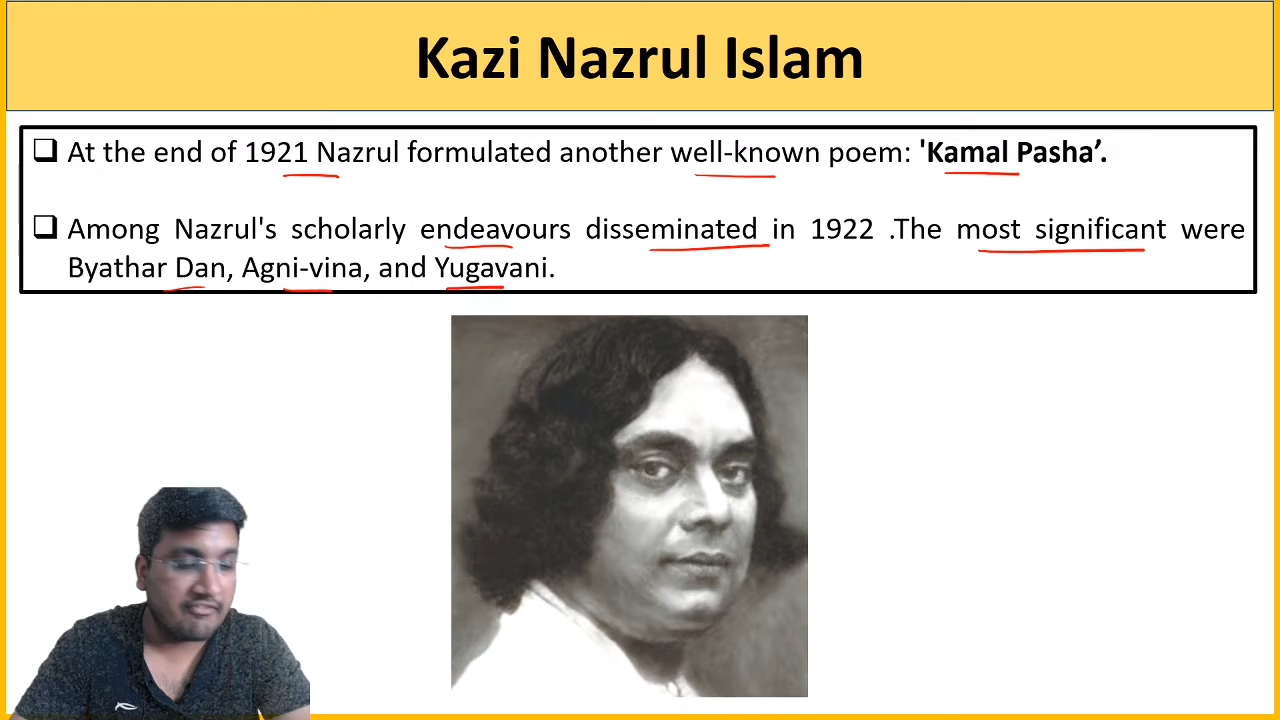 Kazi Nazrul Islam
❑ At the end of 1921 Nazrul formulated another well-known poem: 'Kamal Pasha’.
❑ Among Nazrul's scholarly endeavours disseminated in 1922 .The most significant were
Byathar Dan, Agni-vina, and Yugavani.